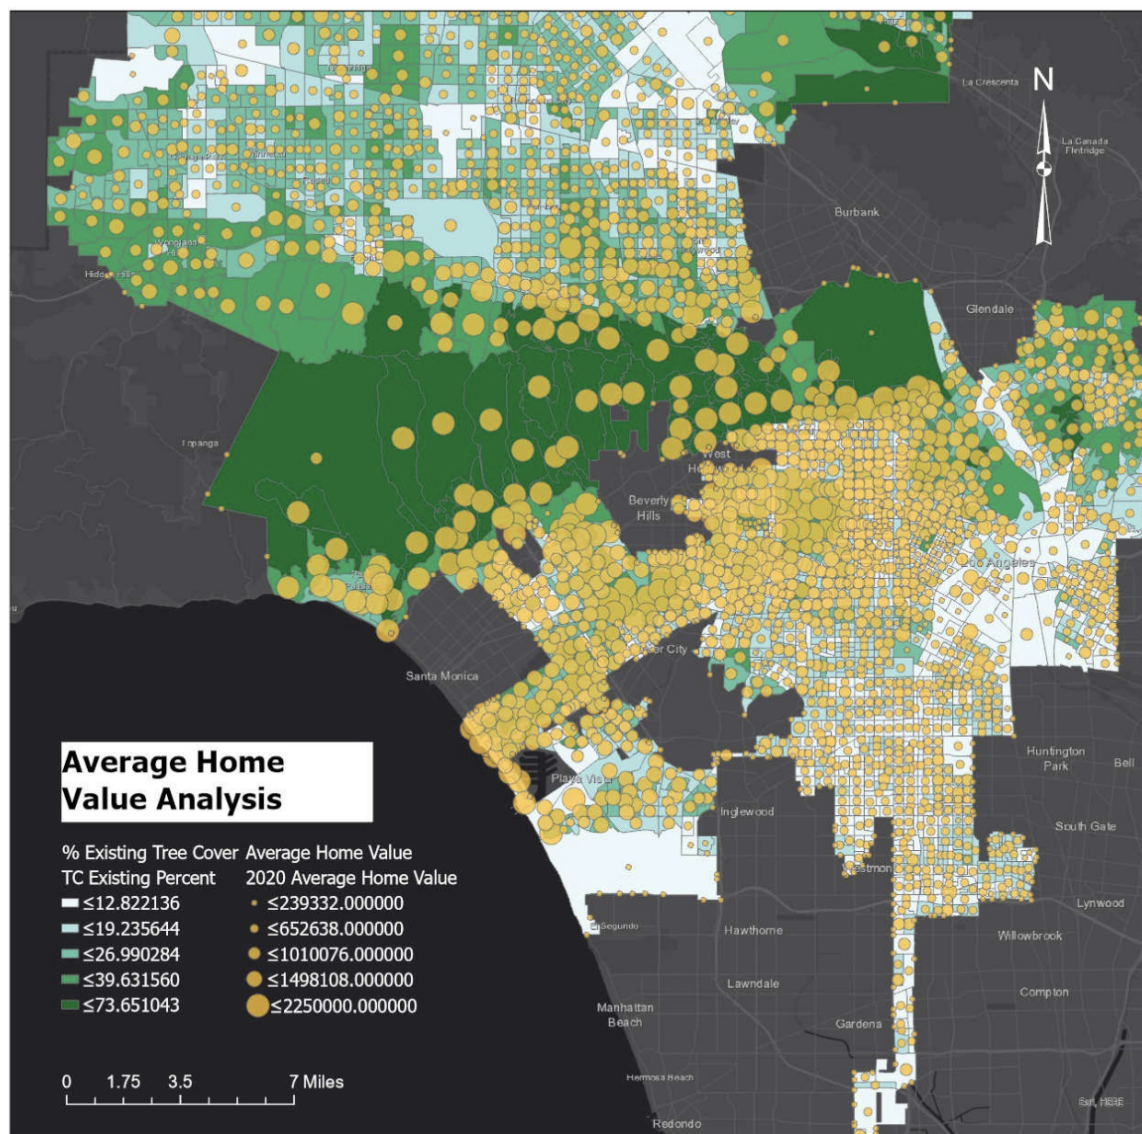 La Crescenta
N
La Canada
Flintridge
Burbank
Hidden Hills
Glendale
Topanga
West
Hollywood
Beverly
Hills
Los Angeles
Santa Monica
Average Home
Value Analysis
Playa Vista
Huntington
Park
Bell
Inglewood
South Gate
% Existing Tree Cover Average Home Value
TC Existing Percent 2020 Average Home Value
≤12.822136 ≤239332.000000
≤19.235644 ≤652638.000000
≤26.990284 ≤1010076.000000
≤39.631560 ≤1498108.000000
≤73.651043 ≤2250000.000000
Westmon
Lynwood
El Segundo
Hawthorne
Willowbrook
Lawndale
Compton
Manhattan
Beach
Gardena
0 1.75 3.5 7 Miles
Hermosa Beach
Esri, HERE
Redondo